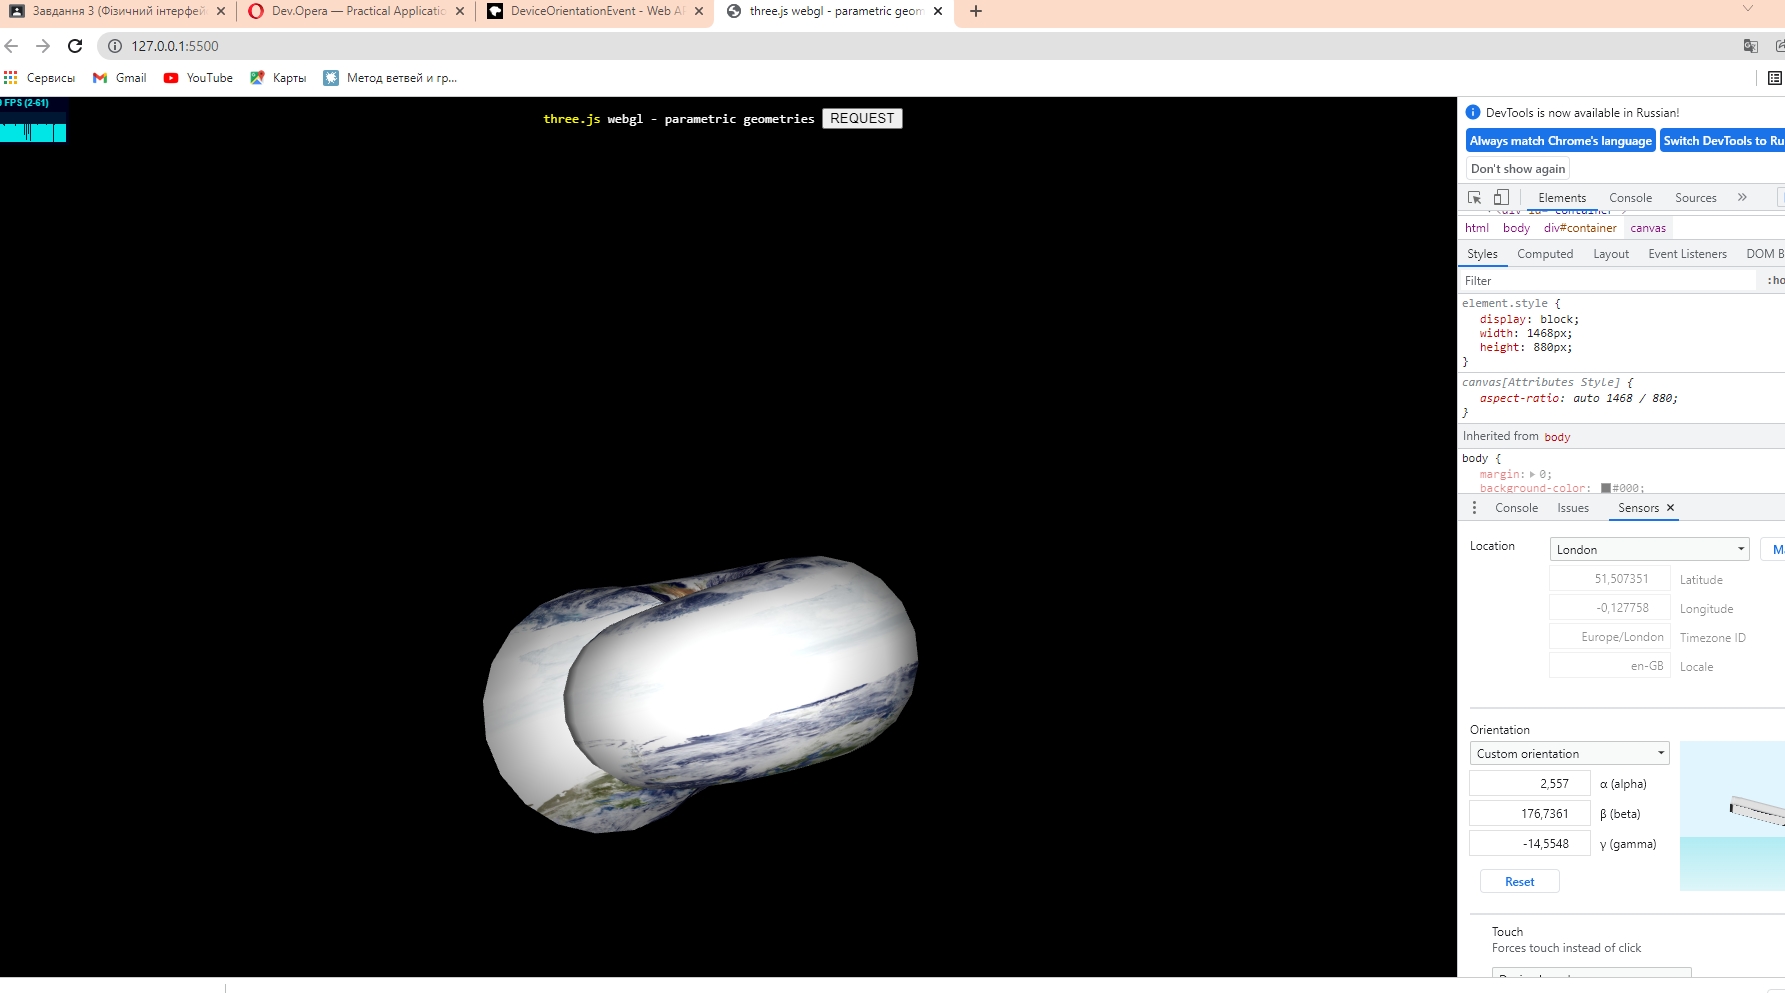 Завдання 3 (Фізичний інтерфей
Dev.Opera — Practical Applicatio
DeviceOrientationEvent - Web A
three.js webgl - parametric geom
127.0.0.1:5500
Сервисы
Gmail
YouTube
Карты
Метод ветвей и гр...
FPS (2-61)
three.js webgl - parametric geometries
REQUEST
DevTools is now available in Russian!
Always match Chrome's language
Switch DevTools to Ru
Don't show again
Elements
Console
Sources
<div id="container">
html
body
div#container
canvas
Styles
Computed
Layout
Event Listeners
DOM B
Filter
:ho
element.style {
display: block;
width: 1468px;
height: 880px;
}
canvas[Attributes Style] {
aspect-ratio: auto 1468 / 880;
}
Inherited from body
body {
margin: 0;
background-color: #000;
Console
Issues
Sensors
Location
London
Ma
51,507351 Latitude
-0,127758 Longitude
Europe/London Timezone ID
en-GB Locale
Orientation
Custom orientation
2,557 α (alpha)
176,7361 β (beta)
-14,5548 γ (gamma)
Reset
Touch
Forces touch instead of click